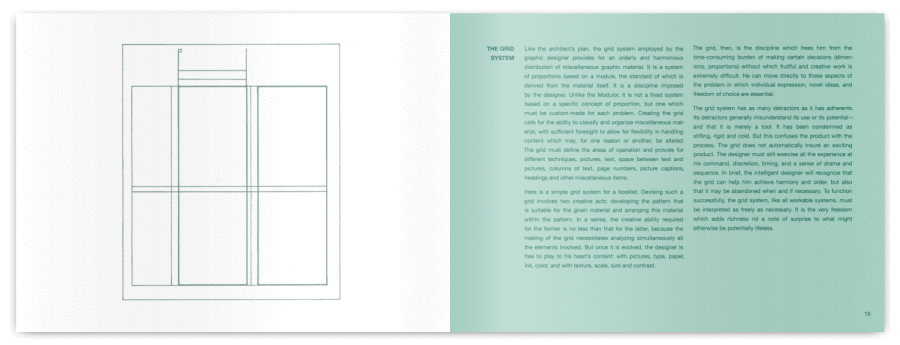 THE GRID
SYSTEM
Like the architect's plan, the grid system employed by the
graphic designer provides for an orderly and harmonious
distribution of miscellaneous graphic material. It is a system
of proportions based on a module, the standard of which is
derived from the material itself. It is a discipline imposed
by the designer. Unlike the Modulor, it is not a fixed system
based on a specific concept of proportion, but one which
must be custom-made for each problem. Creating the grid
calls for the ability to classify and organize miscellaneous mat-
erial, with sufficient foresight to allow for flexibility in handling
content which may, for one reason or another, be altered.
The grid must define the areas of operation and provide for
different techniques, pictures, text, space between text and
pictures, columns of text, page numbers, picture captions,
headings and other miscellaneous items.
Here is a simple grid system for a booklet. Devising such a
grid involves two creative acts: developing the pattern that
is suitable for the given material and arranging this material
within the pattern. In a sense, the creative ability required
for the former is no less than that for the latter, because the
making of the grid necessitates analyzing simultaneously all
the elements involved. But once it is evolved, the designer is
free to play to his heart's content: with pictures, type, paper,
ink, color, and with texture, scale, size and contrast.
The grid, then, is the discipline which frees him from the
time-consuming burden of making certain decisions (dimen-
ions, proportions) without which fruitful and creative work is
extremely difficult. He can move directly to those aspects
of the problem in which individual expression, novel ideas, and
freedom of choice are essential.
The grid system has as many detractors as it has adherents.
Its detractors generally misunderstand its use or its potential—
and that it is merely a tool. It has been condemned as
stifling, rigid and cold. But this confuses the product with the
process. The grid does not automatically insure an exciting
product. The designer must still exercise all the experience at
his command, discretion, timing, and a sense of drama and
sequence. In brief, the intelligent designer will recognize that
the grid can help him achieve harmony and order, but also
that it may be abandoned when and if necessary. To function
successfully, the grid system, like all workable systems, must
be interpreted as freely as necessary. It is the very freedom
which adds richness nd a note of surprise to what might
otherwise be potentially lifeless.
15